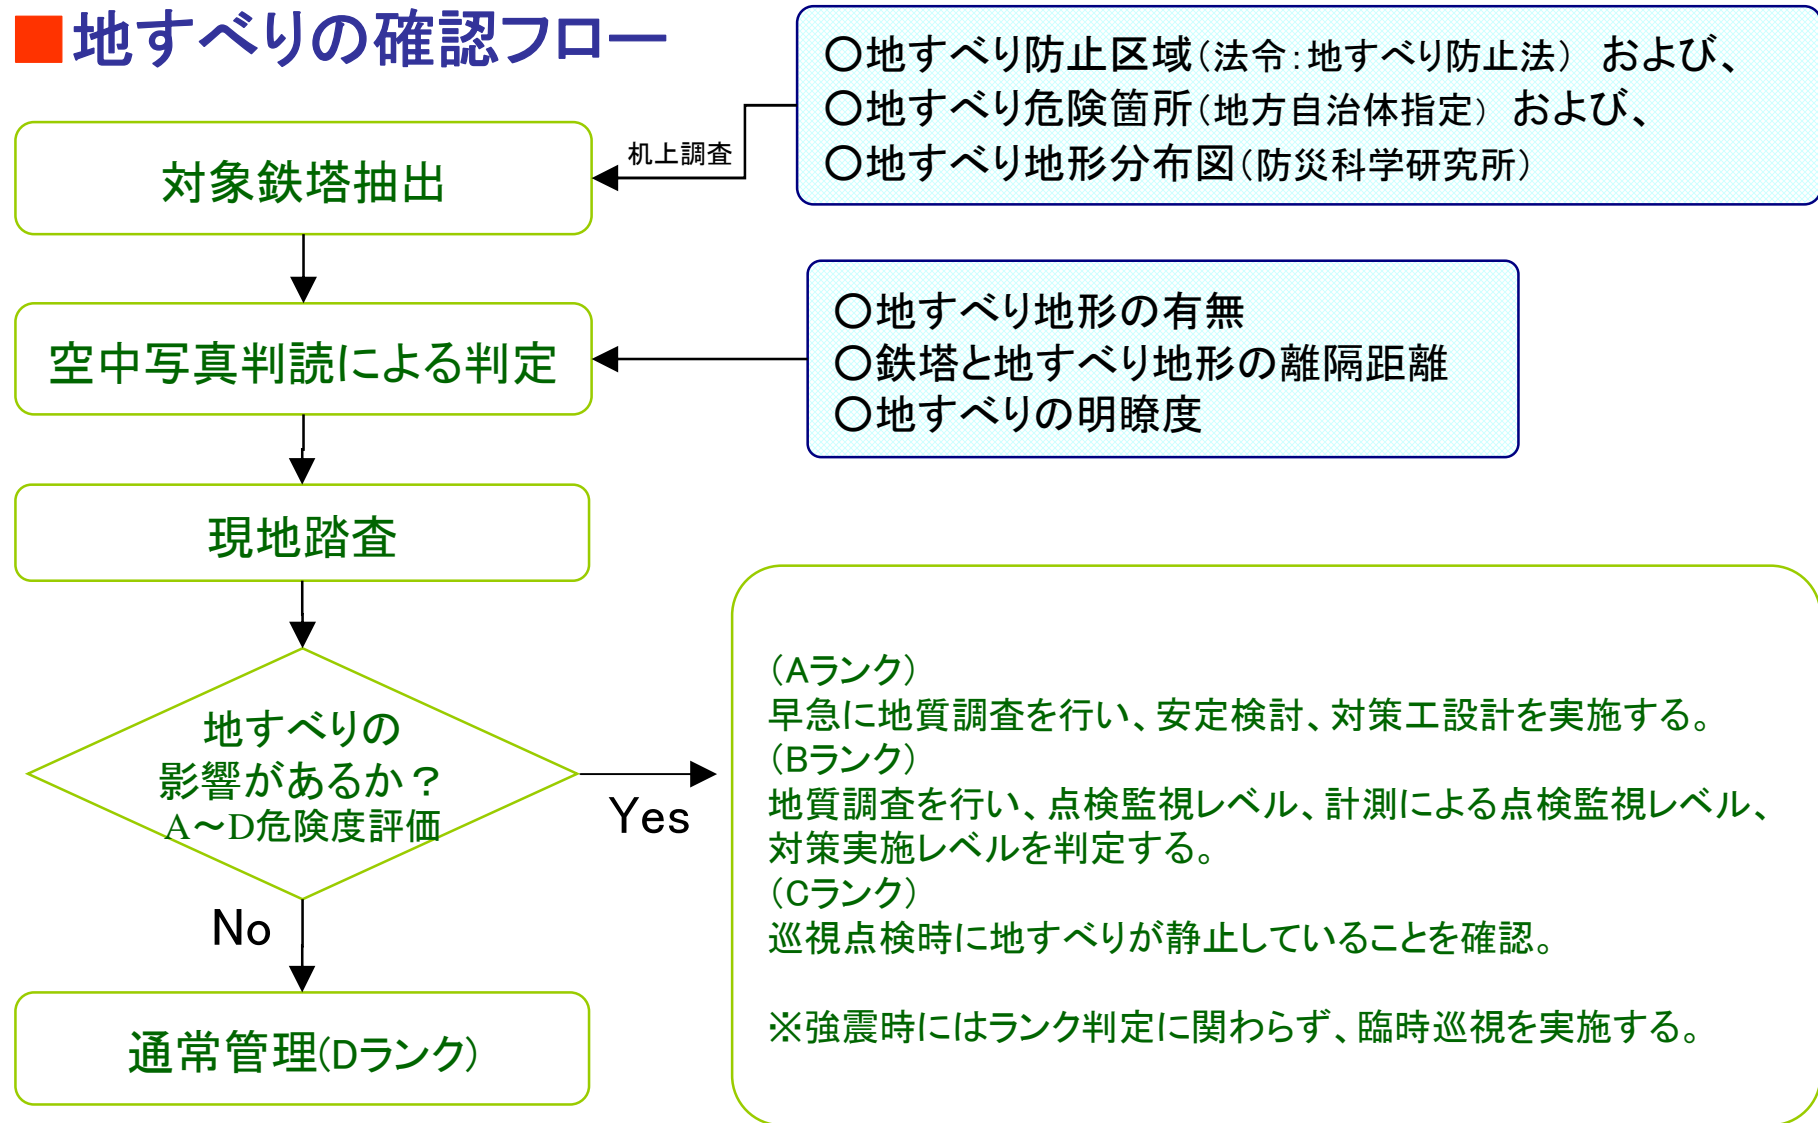 ■地すべりの確認フロー
〇地すべり防止区域(法令:地すべり防止法) および、
〇地すべり危険箇所(地方自治体指定) および、
〇地すべり地形分布図(防災科学研究所)
机上調査
対象鉄塔抽出
〇地すべり地形の有無
〇鉄塔と地すべり地形の離隔距離
〇地すべりの明瞭度
空中写真判読による判定
現地踏査
地すべりの
影響があるか?
A～D危険度評価
Yes
No
(Aランク)
早急に地質調査を行い、安定検討、対策工設計を実施する。
(Bランク)
地質調査を行い、点検監視レベル、計測による点検監視レベル、
対策実施レベルを判定する。
(Cランク)
巡視点検時に地すべりが静止していることを確認。
※強震時にはランク判定に関わらず、臨時巡視を実施する。
通常管理(Dランク)